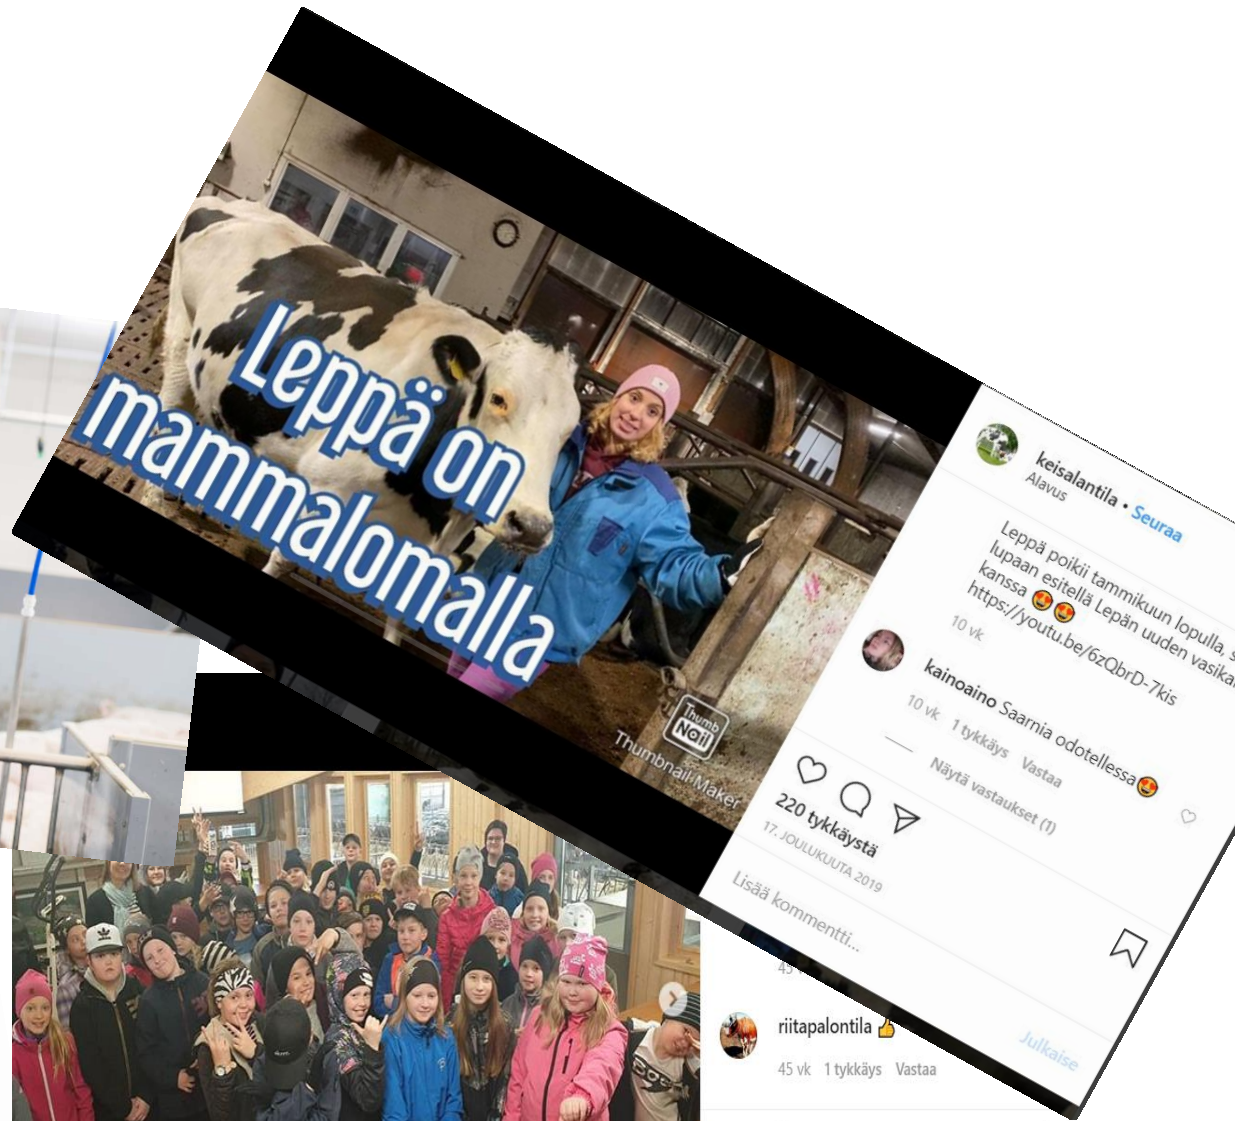 Leppä on
mammalomalla
Thumb
Nail
Thumbnail Maker
keisalantila • Seuraa
Alavus
Leppä poikii tammikuun lopulla,
lupaan esitellä Lepän uuden
kanssa 😍😍
https://youtu.be/6zQbrD-7kis
10 vk
kainoaino Saarnia odotellessa😍
10 vk 1 tykkäys Vastaa
Näytä vastaukset (1)
220 tykkäystä
17. JOULUKUUTA 2019
Lisää kommentti...
Julkaise
riitapalontila 👍
45 vk 1 tykkäys Vastaa